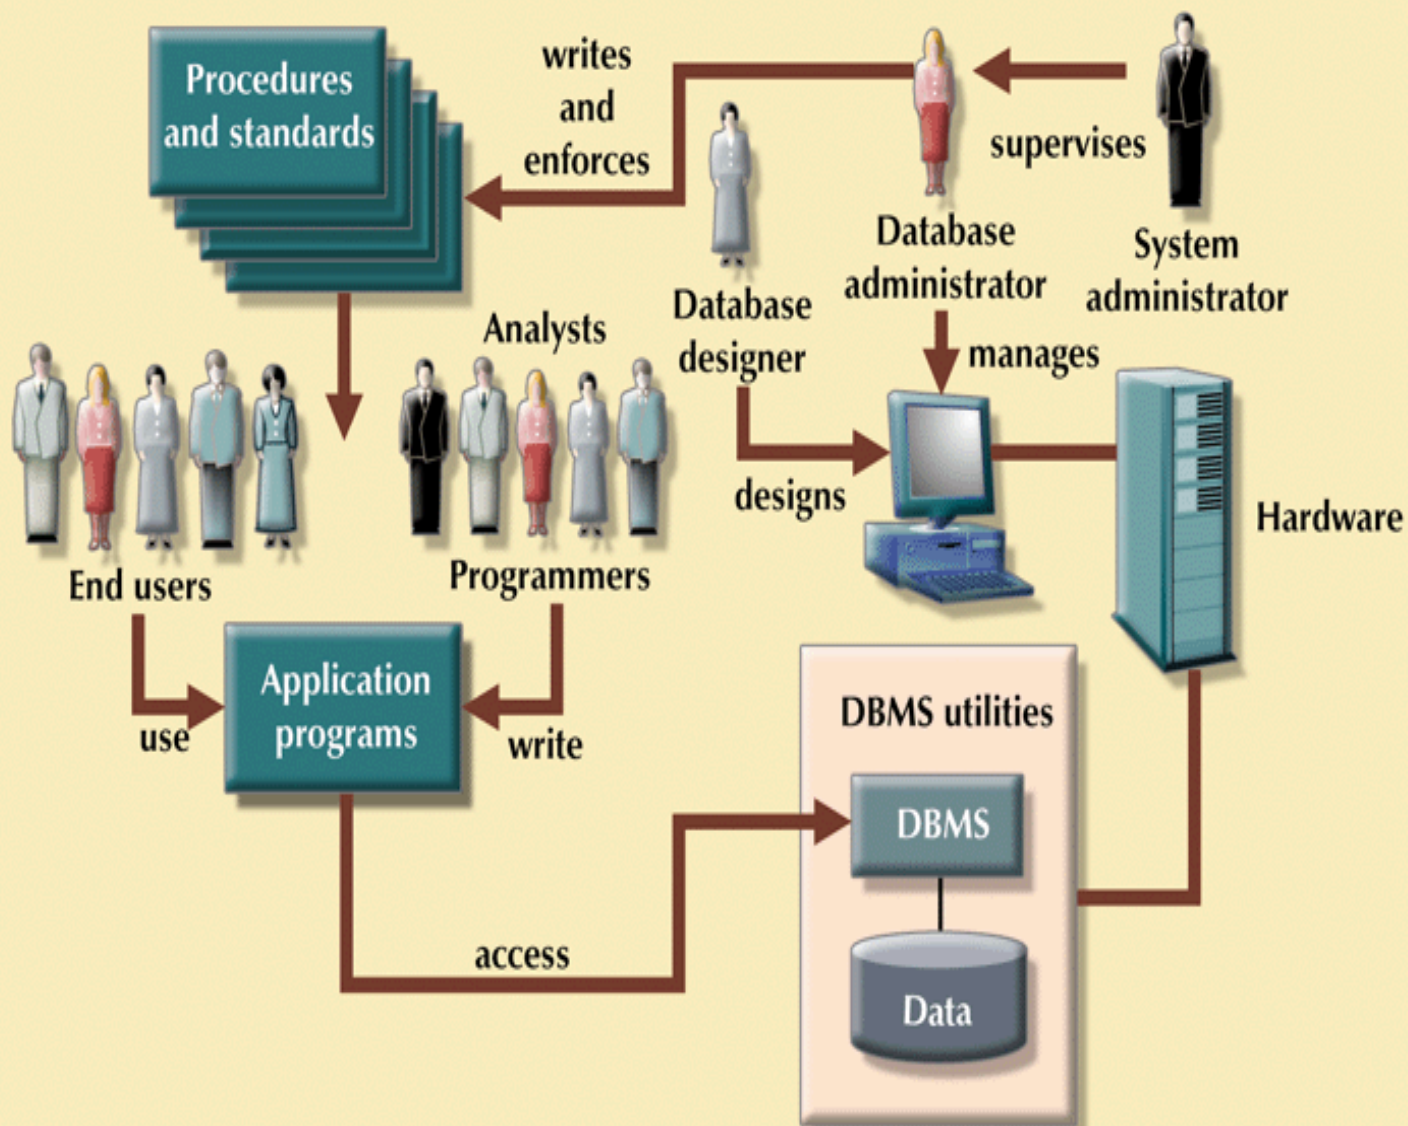 Procedures
and standards
writes
and
enforces
supervises
Database
administrator
System
administrator
Database
designer
manages
Analysts
designs
Hardware
End users
Programmers
Application
programs
use
write
DBMS utilities
DBMS
access
Data